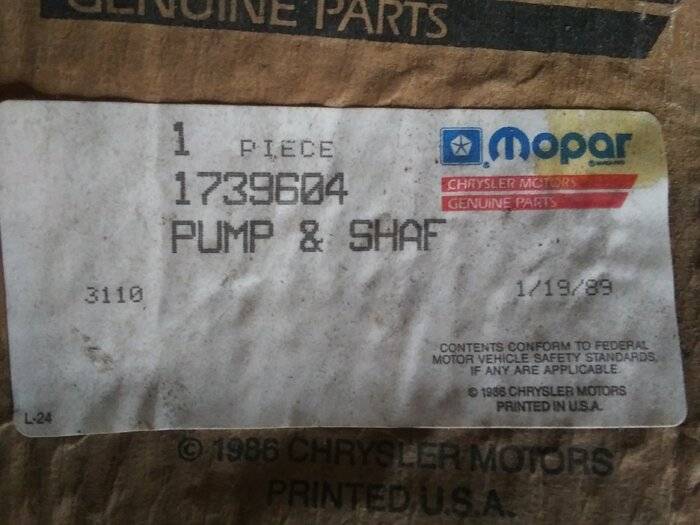 GENUINE PARTS
1 PIECE
Mopar
1739604
CHRYSLER MOTORS
GENUINE PARTS
PUMP & SHAF
3110
1/19/89
CONTENTS CONFORM TO FEDERAL
MOTOR VEHICLE SAFETY STANDARDS,
IF ANY ARE APPLICABLE.
© 1986 CHRYSLER MOTORS
PRINTED IN U.S.A.
L-24
© 1986 CHRYSLER MOTORS
PRINTED U.S.A.